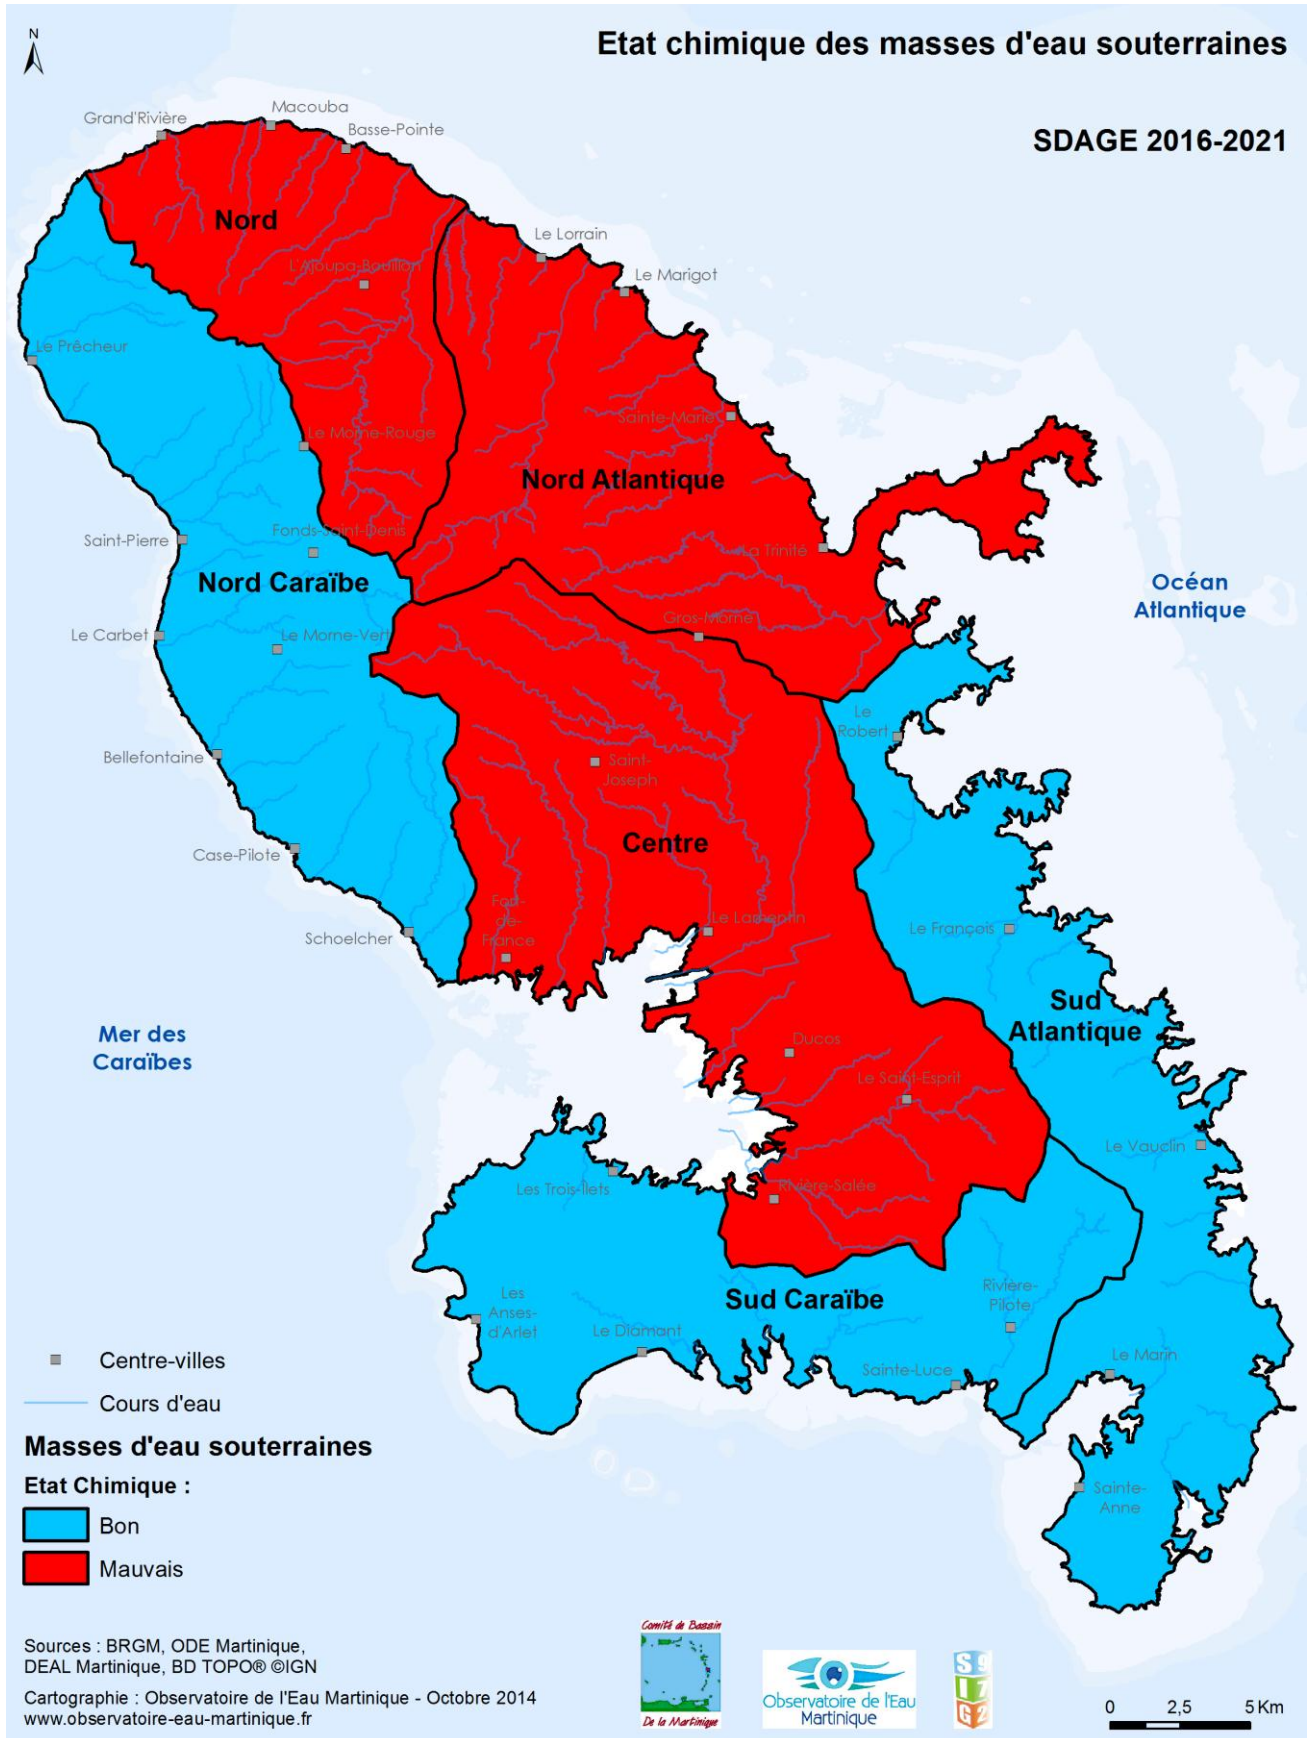 N
Etat chimique des masses d'eau souterraines
SDAGE 2016-2021
Macouba
Grand'Rivière
Basse-Pointe
Nord
Le Lorrain
L'Ajoupa-Bouillon
Le Marigot
Le Prêcheur
Sainte-Marie
Le Morne-Rouge
Nord Atlantique
Fonds-Saint-Denis
Saint-Pierre
La Trinité
Nord Caraïbe
Océan
Atlantique
Gros-Morne
Le Carbet
Le Morne-Vert
Le
Robert
Bellefontaine
Saint-
Joseph
Centre
Case-Pilote
Fort-
de-
France
Le Lamentin
Le François
Schoelcher
Sud
Atlantique
Mer des
Caraïbes
Ducos
Le Saint-Esprit
Le Vauclin
Les Trois-Ilets
Rivière-Salée
Sud Caraïbe
Rivière-
Pilote
Les
Anses-
d'Arlet
Le Diamant
Le Marin
Sainte-Luce
Sainte-
Anne
Centre-villes
Cours d'eau
Masses d'eau souterraines
Etat Chimique :
Bon
Mauvais
Sources : BRGM, ODE Martinique,
DEAL Martinique, BD TOPO® ©IGN
Cartographie : Observatoire de l'Eau Martinique - Octobre 2014
www.observatoire-eau-martinique.fr
Comité de Bassin
De la Martinique
Observatoire de l'Eau
Martinique
S 9
I 7
G 2
0 2,5 5 Km